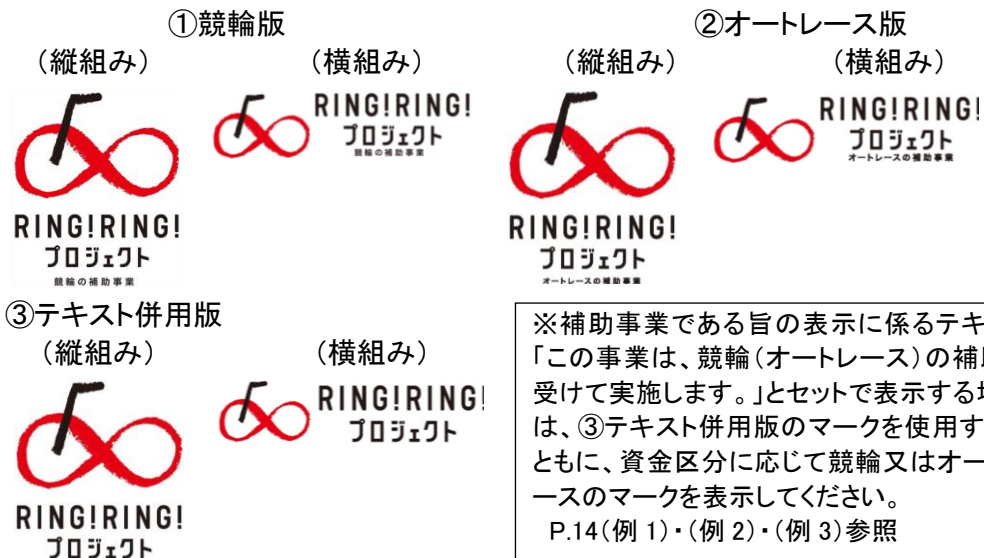 ①競輪版
（縦組み）
（横組み）
RING!RING!
プロジェクト
競輪の補助事業
RING!RING!
プロジェクト
競輪の補助事業
②オートレース版
（縦組み）
（横組み）
RING!RING!
プロジェクト
オートレースの補助事業
RING!RING!
プロジェクト
オートレースの補助事業
③テキスト併用版
（縦組み）
（横組み）
RING!RING!
プロジェクト
RING!RING!
プロジェクト
※補助事業である旨の表示に係るテキ
「この事業は、競輪（オートレース）の補
受けて実施します。」とセットで表示する
は、③テキスト併用版のマークを使用す
ともに、資金区分に応じて競輪又はオー
ースのマークを表示してください。
P.14（例 1）・（例 2）・（例 3）参照